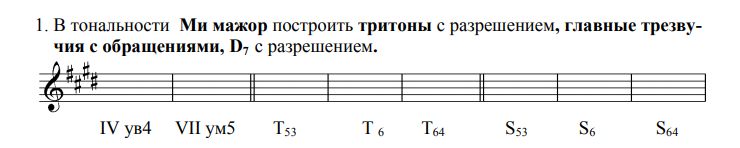 1. В тональности Ми мажор построить тритоны с разрешением, главные трезву-
чия с обращениями, D₇ с разрешением.
IV ув4 VII ум5 T₅₃ T ₆ T₆₄ S₅₃ S₆ S₆₄